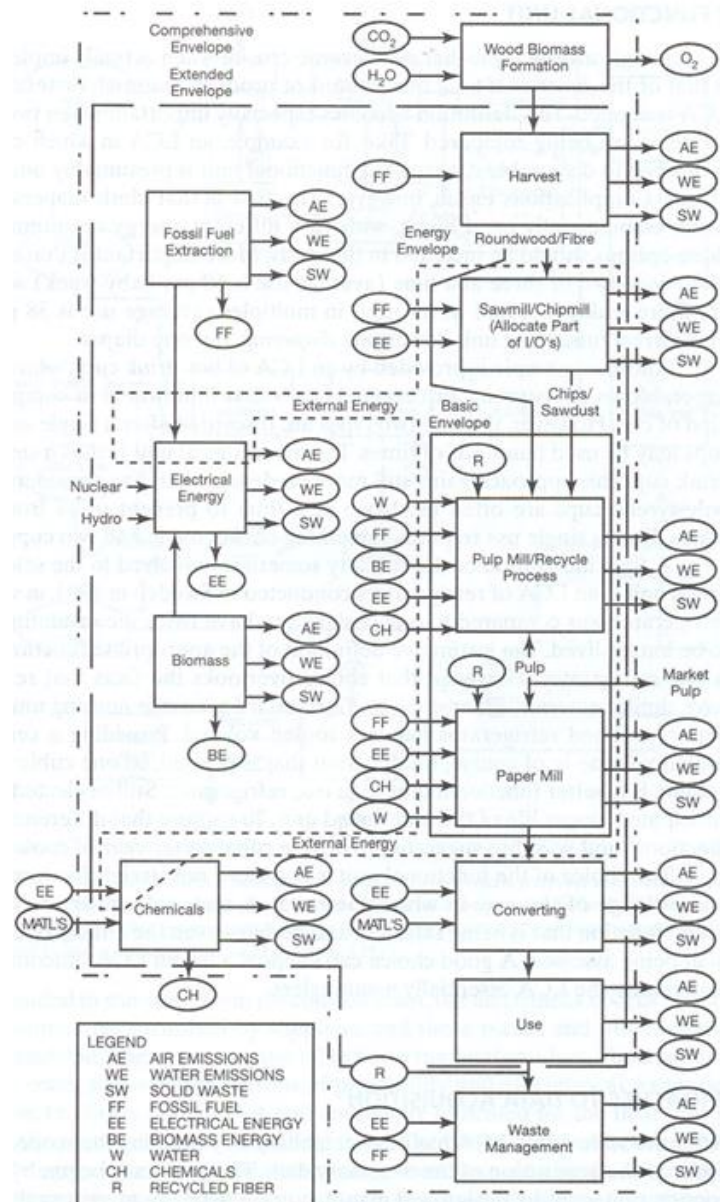 Comprehensive
Envelope
Extended
Envelope
CO2
H2O
Wood Biomass
Formation
O2
FF
Harvest
AE
WE
SW
Fossil Fuel
Extraction
AE
WE
SW
FF
Energy
Envelope
Roundwood/Fibre
FF
EE
Sawmill/Chipmill
(Allocate Part
of I/O's)
AE
WE
SW
External Energy
Basic
Envelope
Chips/
Sawdust
Nuclear
Hydro
Electrical
Energy
AE
WE
SW
EE
R
W
FF
BE
EE
CH
Pulp Mill/Recycle
Process
AE
WE
SW
Biomass
AE
WE
SW
BE
R
Pulp
Market
Pulp
FF
EE
CH
W
Paper Mill
AE
WE
SW
External Energy
EE
MATL'S
Chemicals
AE
WE
SW
CH
EE
MATL'S
Converting
AE
WE
SW
Use
AE
WE
SW
R
EE
FF
Waste
Management
AE
WE
SW
LEGEND
AE AIR EMISSIONS
WE WATER EMISSIONS
SW SOLID WASTE
FF FOSSIL FUEL
EE ELECTRICAL ENERGY
BE BIOMASS ENERGY
W WATER
CH CHEMICALS
R RECYCLED FIBER